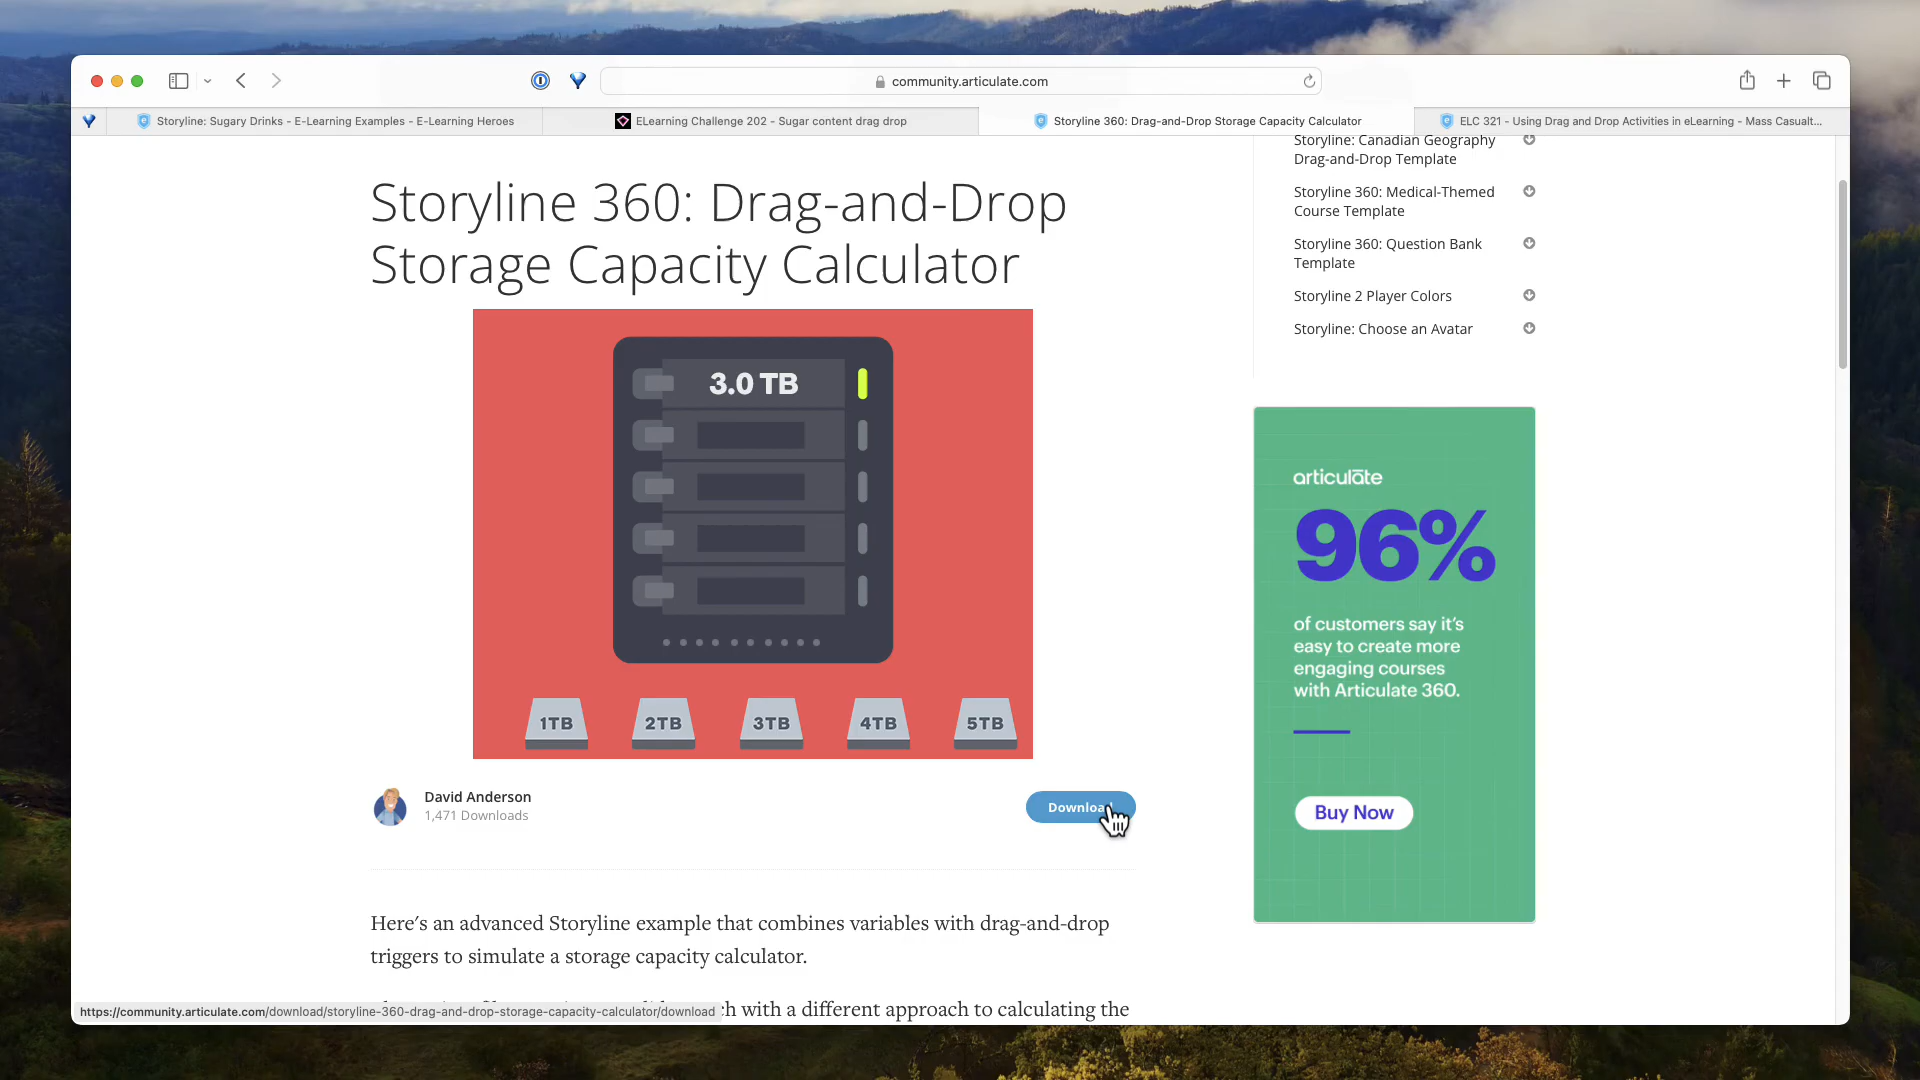 community.articulate.com
Storyline: Sugary Drinks - E-Learning Examples - E-Learning Heroes
ELearning Challenge 202 - Sugar content drag drop
Storyline 360: Drag-and-Drop Storage Capacity Calculator
ELC 321 - Using Drag and Drop Activities in eLearning - Mass Casualt...
Storyline 360: Drag-and-Drop
Storage Capacity Calculator
3.0 TB
1TB
2TB
3TB
4TB
5TB
David Anderson
1,471 Downloads
Download
Here's an advanced Storyline example that combines variables with drag-and-drop
triggers to simulate a storage capacity calculator.
with a different approach to calculating the
https://community.articulate.com/download/storyline-360-drag-and-drop-storage-capacity-calculator/download
Storyline: Canadian Geography
Drag-and-Drop Template
Storyline 360: Medical-Themed
Course Template
Storyline 360: Question Bank
Template
Storyline 2 Player Colors
Storyline: Choose an Avatar
articulate
96%
of customers say it's
easy to create more
engaging courses
with Articulate 360.
Buy Now